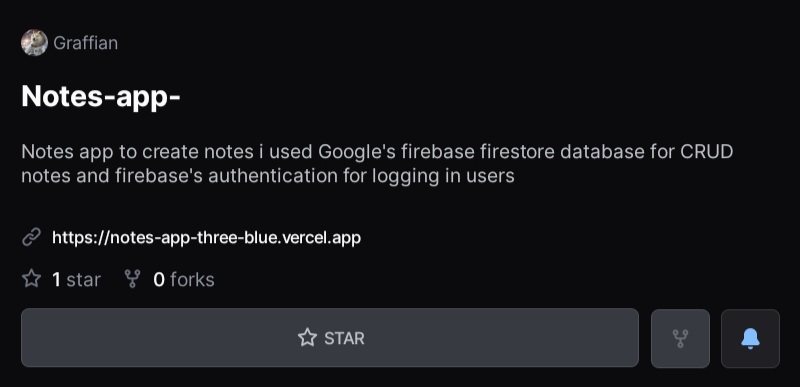 Graffian
Notes-app-
Notes app to create notes i used Google's firebase firestore database for CRUD
notes and firebase's authentication for logging in users
https://notes-app-three-blue.vercel.app
1 star 0 forks
STAR